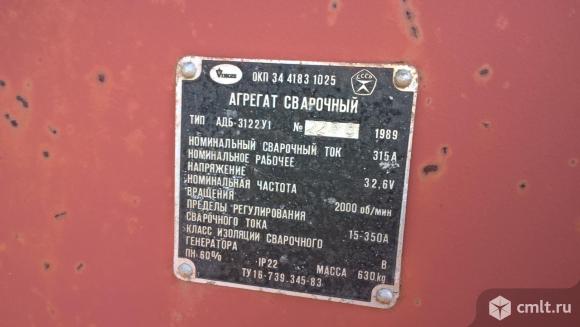 ОКП 34 4183 1025
СССР
АГРЕГАТ СВАРОЧНЫЙ
ТИП АДБ-3122У1 № 1989
НОМИНАЛЬНЫЙ СВАРОЧНЫЙ ТОК 315А
НОМИНАЛЬНОЕ РАБОЧЕЕ
НАПРЯЖЕНИЕ 32,6V
НОМИНАЛЬНАЯ ЧАСТОТА
ВРАЩЕНИЯ 2000 об/мин
ПРЕДЕЛЫ РЕГУЛИРОВАНИЯ
СВАРОЧНОГО ТОКА 15-350А
КЛАСС ИЗОЛЯЦИИ СВАРОЧНОГО
ГЕНЕРАТОРА В
ПН 60% IP22 МАССА 630kg
ТУ16-739.345-83
cmlt.ru